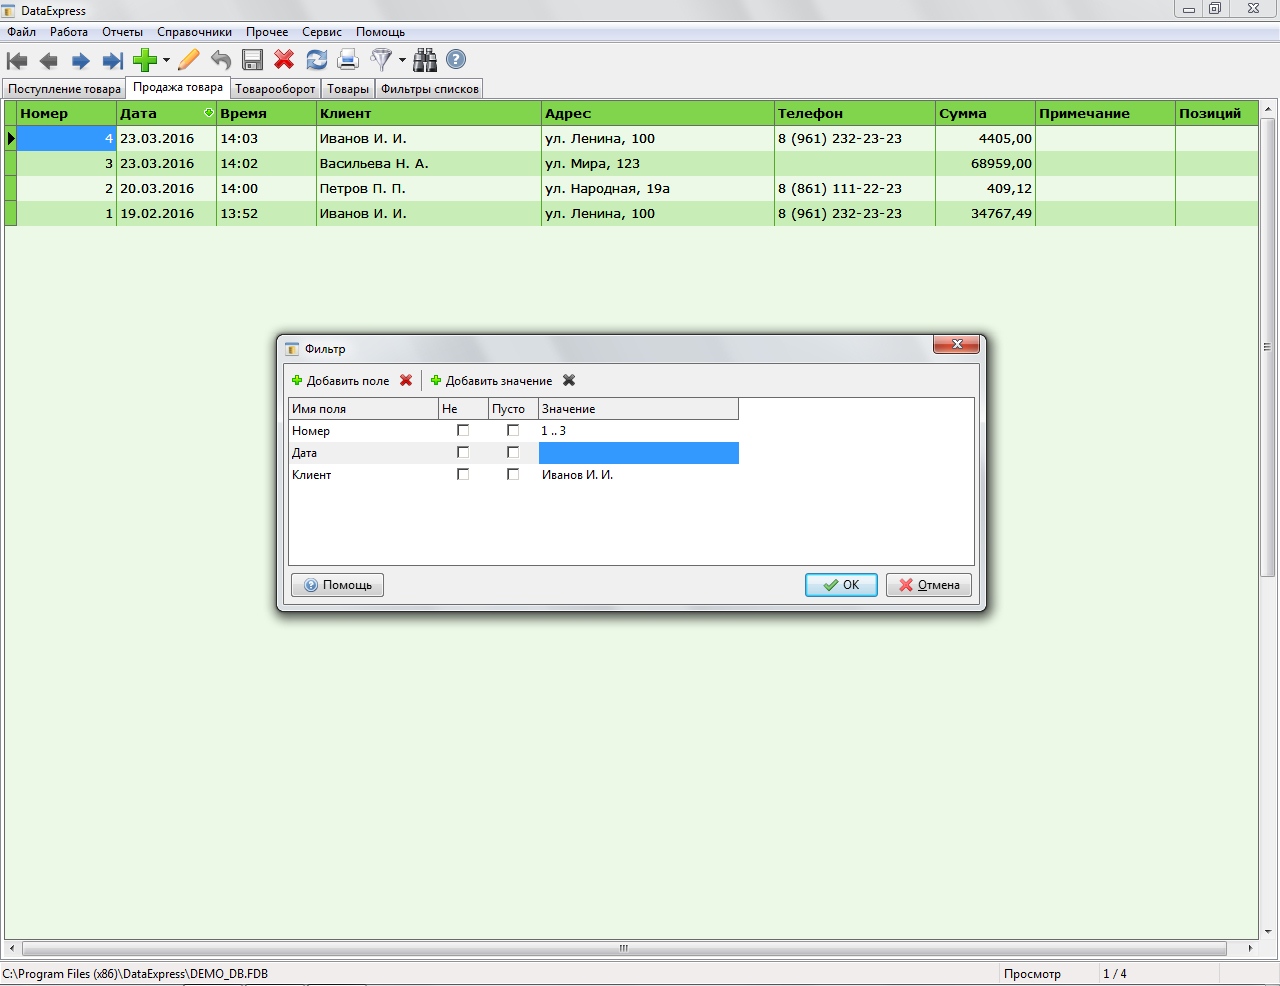 DataExpress
Файл Работа Отчеты Справочники Прочее Сервис Помощь
Поступление товара Продажа товара Товарооборот Товары Фильтры списков
Номер Дата Время Клиент Адрес Телефон Сумма Примечание Позиций
4 23.03.2016 14:03 Иванов И. И. ул. Ленина, 100 8 (961) 232-23-23 4405,00
3 23.03.2016 14:02 Васильева Н. А. ул. Мира, 123 68959,00
2 20.03.2016 14:00 Петров П. П. ул. Народная, 19а 8 (861) 111-22-23 409,12
1 19.02.2016 13:52 Иванов И. И. ул. Ленина, 100 8 (961) 232-23-23 34767,49
Фильтр
Добавить поле Добавить значение
Имя поля Не Пусто Значение
Номер 1 .. 3
Дата
Клиент Иванов И. И.
Помощь OK Отмена
C:\Program Files (x86)\DataExpress\DEMO_DB.FDB Просмотр 1 / 4